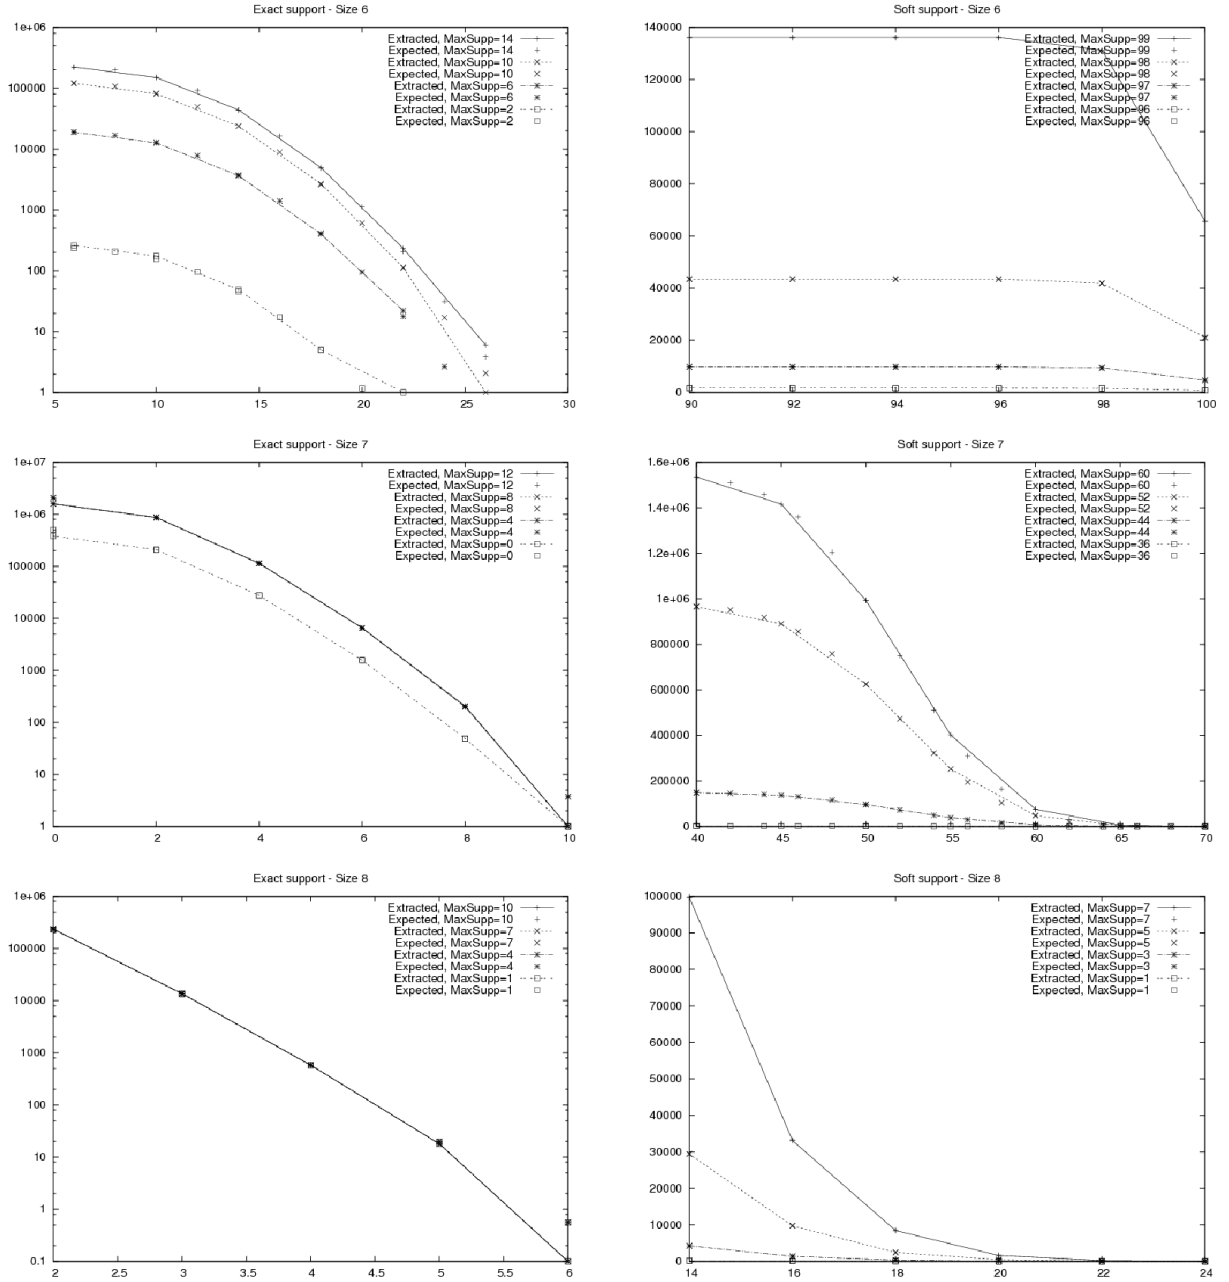 Exact support - Size 6
1e+06
100000
10000
1000
100
10
1
5
10
15
20
25
30
Extracted, MaxSupp=14
Expected, MaxSupp=14
Extracted, MaxSupp=10
Expected, MaxSupp=10
Extracted, MaxSupp=6
Expected, MaxSupp=6
Extracted, MaxSupp=2
Expected, MaxSupp=2
Soft support - Size 6
140000
120000
100000
80000
60000
40000
20000
0
90
92
94
96
98
100
Extracted, MaxSupp=99
Expected, MaxSupp=99
Extracted, MaxSupp=98
Expected, MaxSupp=98
Extracted, MaxSupp=97
Expected, MaxSupp=97
Extracted, MaxSupp=96
Expected, MaxSupp=96
Exact support - Size 7
1e+07
1e+06
100000
10000
1000
100
10
1
0
2
4
6
8
10
Extracted, MaxSupp=12
Expected, MaxSupp=12
Extracted, MaxSupp=8
Expected, MaxSupp=8
Extracted, MaxSupp=4
Expected, MaxSupp=4
Extracted, MaxSupp=0
Expected, MaxSupp=0
Soft support - Size 7
1.6e+06
1.4e+06
1.2e+06
1e+06
800000
600000
400000
200000
0
40
45
50
55
60
65
70
Extracted, MaxSupp=60
Expected, MaxSupp=60
Extracted, MaxSupp=52
Expected, MaxSupp=52
Extracted, MaxSupp=44
Expected, MaxSupp=44
Extracted, MaxSupp=36
Expected, MaxSupp=36
Exact support - Size 8
1e+06
100000
10000
1000
100
10
1
0.1
2
2.5
3
3.5
4
4.5
5
5.5
6
Extracted, MaxSupp=10
Expected, MaxSupp=10
Extracted, MaxSupp=7
Expected, MaxSupp=7
Extracted, MaxSupp=4
Expected, MaxSupp=4
Extracted, MaxSupp=1
Expected, MaxSupp=1
Soft support - Size 8
100000
90000
80000
70000
60000
50000
40000
30000
20000
10000
0
14
16
18
20
22
24
Extracted, MaxSupp=7
Expected, MaxSupp=7
Extracted, MaxSupp=5
Expected, MaxSupp=5
Extracted, MaxSupp=3
Expected, MaxSupp=3
Extracted, MaxSupp=1
Expected, MaxSupp=1